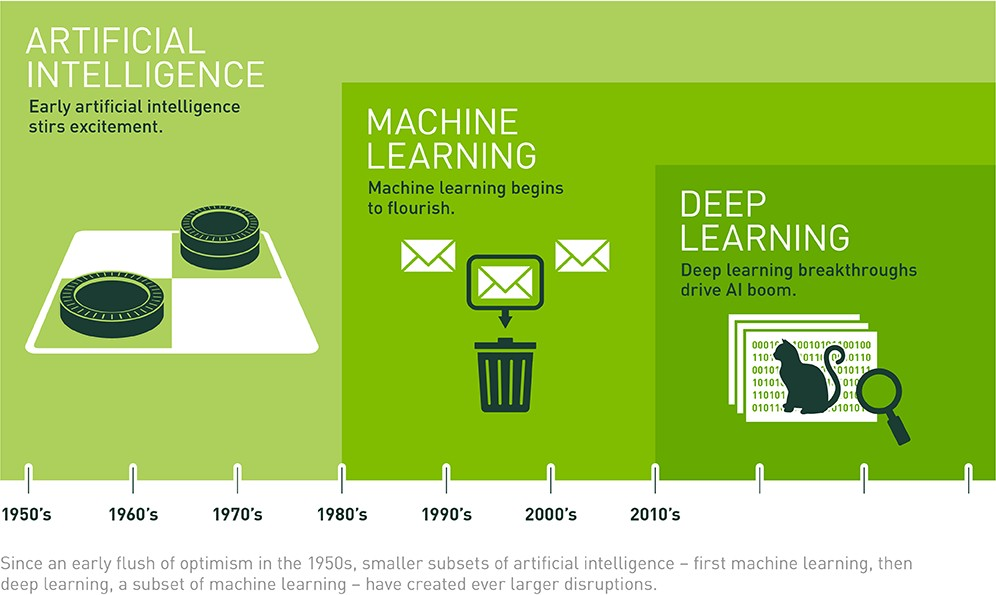 ARTIFICIAL
INTELLIGENCE
Early artificial intelligence
stirs excitement.
MACHINE
LEARNING
Machine learning begins
to flourish.
DEEP
LEARNING
Deep learning breakthroughs
drive AI boom.
1950's 1960's 1970's 1980's 1990's 2000's 2010's
Since an early flush of optimism in the 1950s, smaller subsets of artificial intelligence – first machine learning, then
deep learning, a subset of machine learning – have created ever larger disruptions.